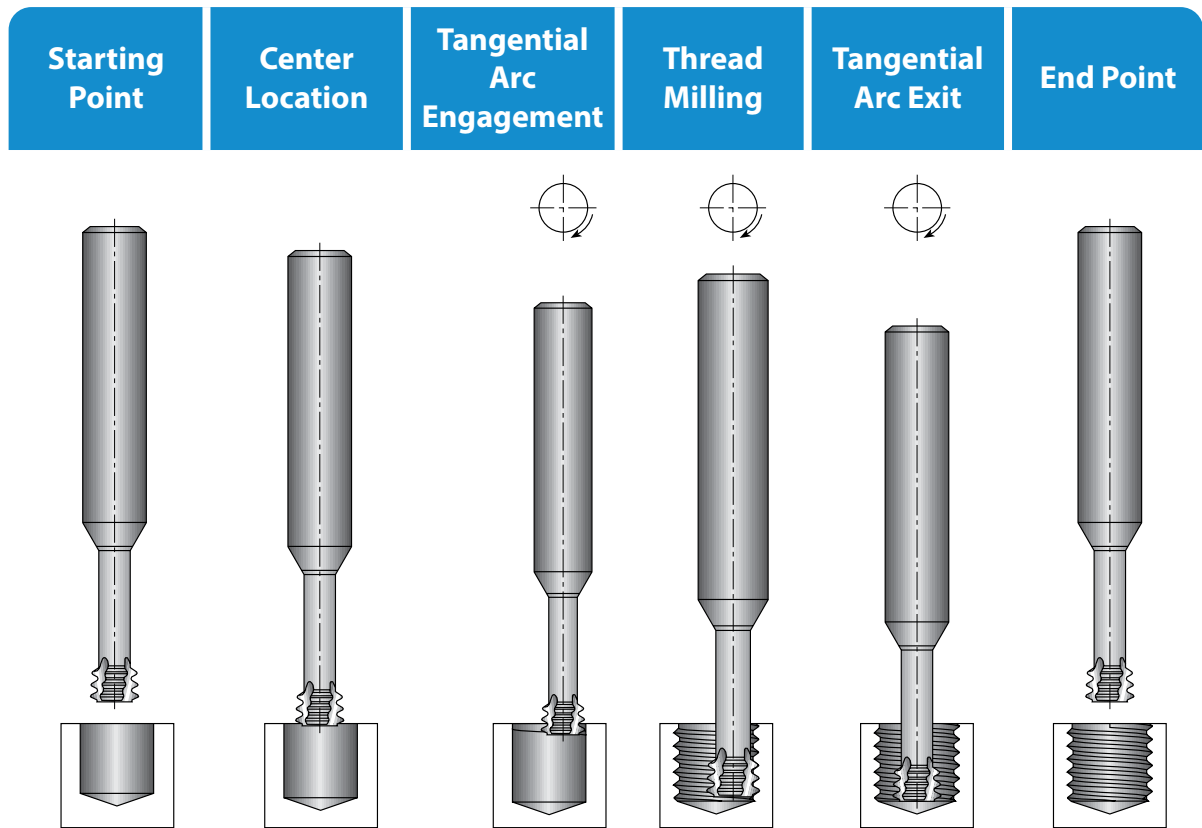 Starting
Point
Center
Location
Tangential
Arc
Engagement
Thread
Milling
Tangential
Arc Exit
End Point